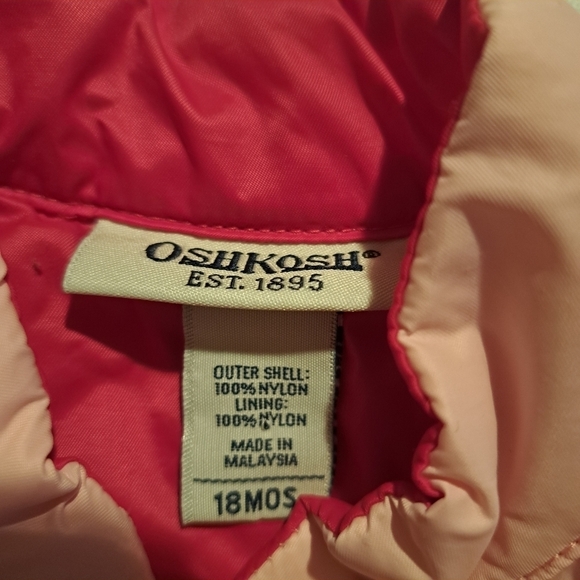 OSHKOSH®
EST. 1895
OUTER SHELL:
100% NYLON
LINING:
100% NYLON
MADE IN
MALAYSIA
18MOS